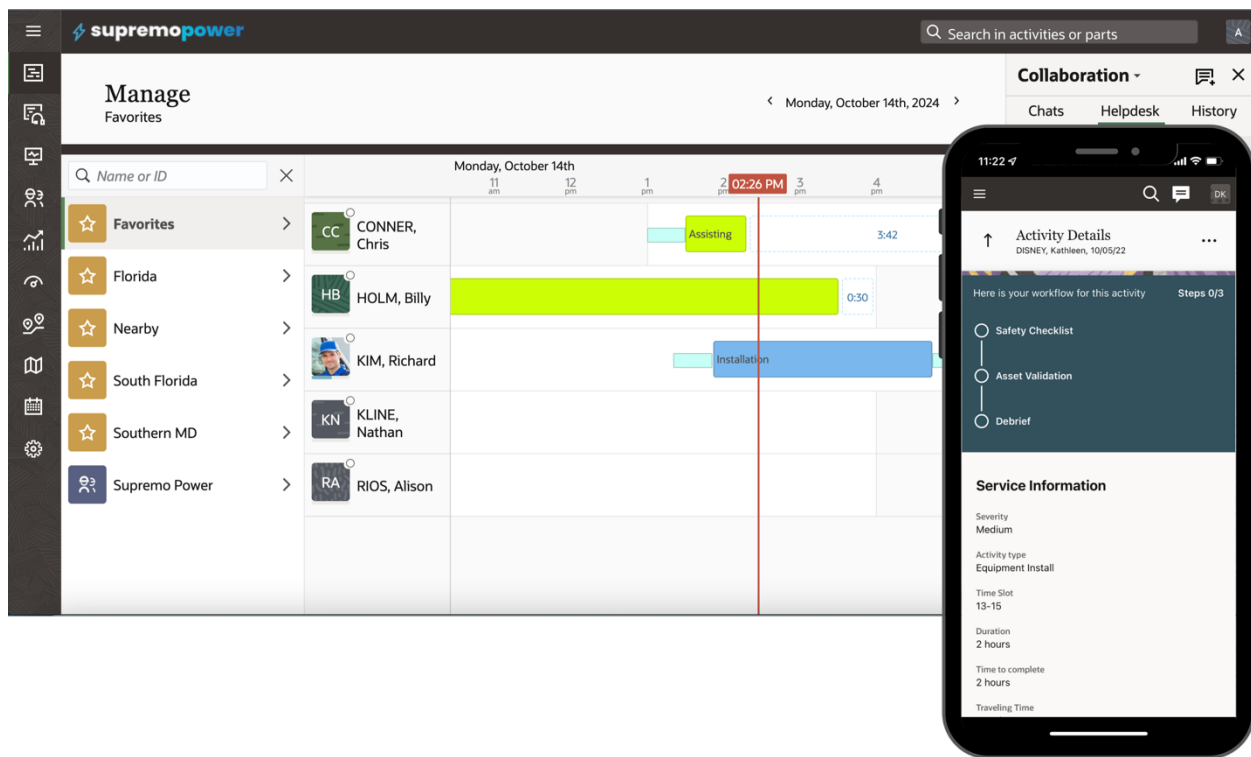 supremopower
Search in activities or parts
A
Manage
Favorites
Monday, October 14th, 2024
Collaboration
Chats Helpdesk History
Name or ID
Favorites
Florida
Nearby
South Florida
Southern MD
Supremo Power
Monday, October 14th
11 am
12 pm
1 pm
2 pm
02:26 PM
3 pm
4 pm
CC
CONNER,
Chris
Assisting
3:42
HB
HOLM, Billy
0:30
KIM, Richard
Installation
KN
KLINE,
Nathan
RA
RIOS, Alison
11:22
DK
Activity Details
DISNEY, Kathleen, 10/05/22
Here is your workflow for this activity Steps 0/3
Safety Checklist
Asset Validation
Debrief
Service Information
Severity
Medium
Activity type
Equipment Install
Time Slot
13-15
Duration
2 hours
Time to complete
2 hours
Traveling Time